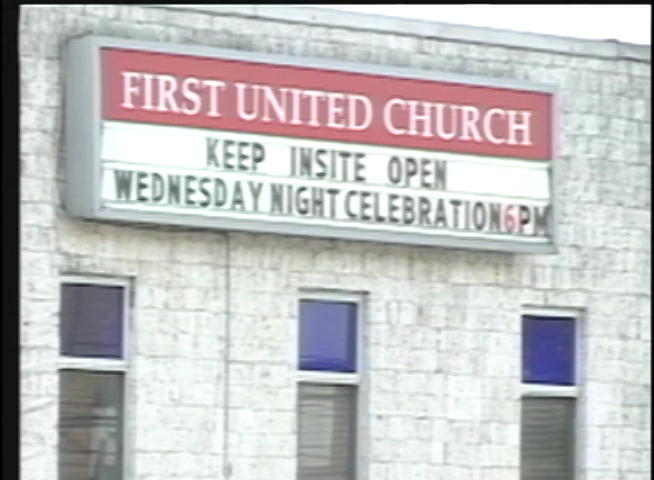 FIRST UNITED CHURCH
KEEP INSITE OPEN
WEDNESDAY NIGHT CELEBRATION 6PM